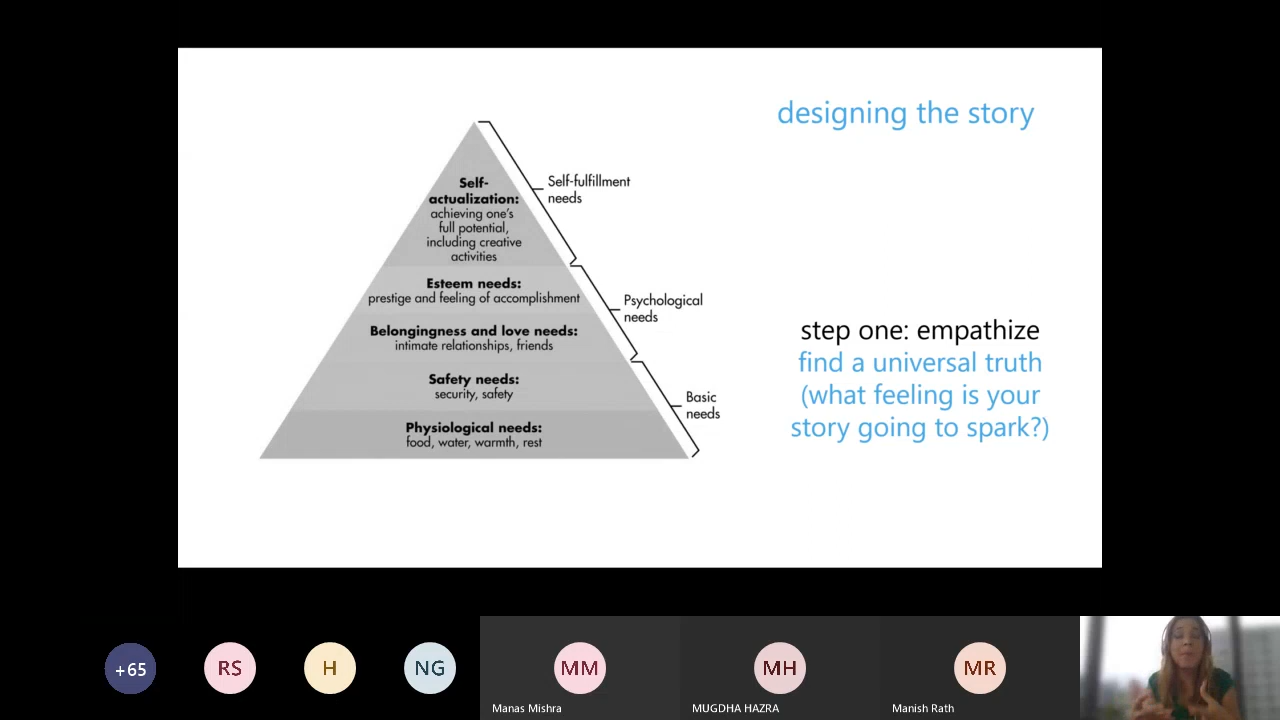 designing the story
Self-
actualization:
achieving one's
full potential,
including creative
activities
Self-fulfillment
needs
Esteem needs:
prestige and feeling of accomplishment
Psychological
needs
Belongingness and love needs:
intimate relationships, friends
Safety needs:
security, safety
Basic
needs
Physiological needs:
food, water, warmth, rest
step one: empathize
find a universal truth
(what feeling is your
story going to spark?)
+65
RS
H
NG
MM
Manas Mishra
MH
MUGDHA HAZRA
MR
Manish Rath